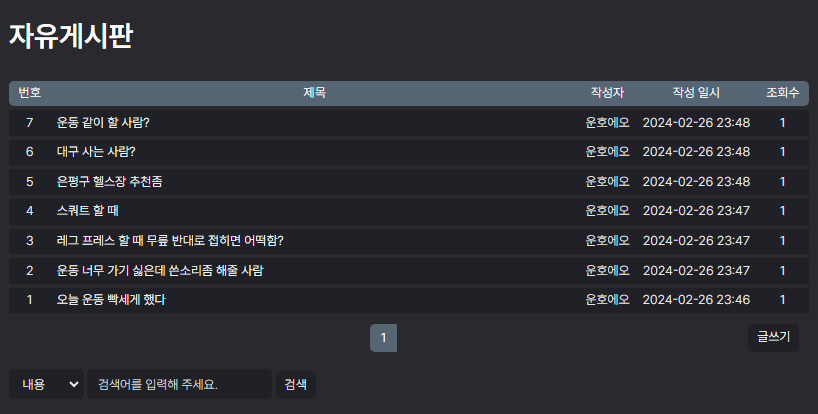 자유게시판
번호 제목 작성자 작성 일시 조회수
7 운동 같이 할 사람? 운호에오 2024-02-26 23:48 1
6 대구 사는 사람? 운호에오 2024-02-26 23:48 1
5 은평구 헬스장 추천좀 운호에오 2024-02-26 23:48 1
4 스쿼트 할 때 운호에오 2024-02-26 23:47 1
3 레그 프레스 할 때 무릎 반대로 접히면 어떡함? 운호에오 2024-02-26 23:47 1
2 운동 너무 가기 싫은데 쓴소리좀 해줄 사람 운호에오 2024-02-26 23:47 1
1 오늘 운동 빡세게 했다 운호에오 2024-02-26 23:46 1
1 글쓰기
내용 검색어를 입력해 주세요. 검색